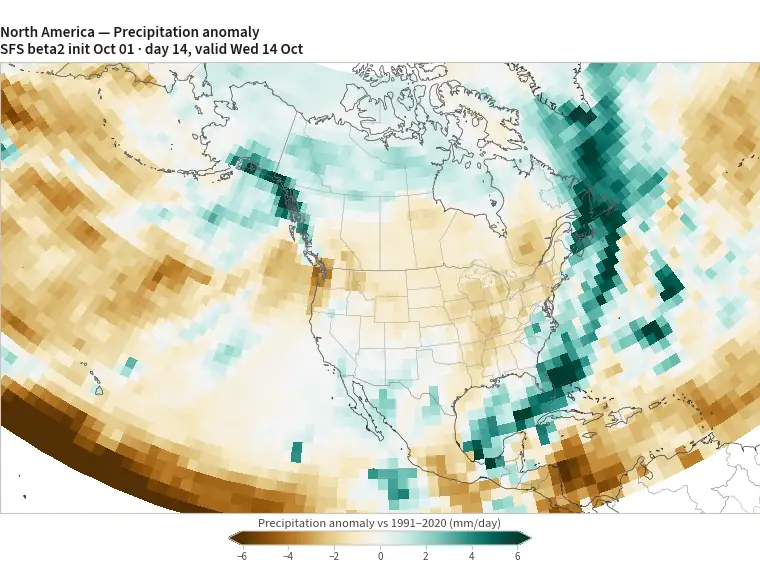 North America — Precipitation anomaly
SFS beta2 init Oct 01 · day 14, valid Wed 14 Oct
Precipitation anomaly vs 1991–2020 (mm/day)
−6 −4 −2 0 2 4 6